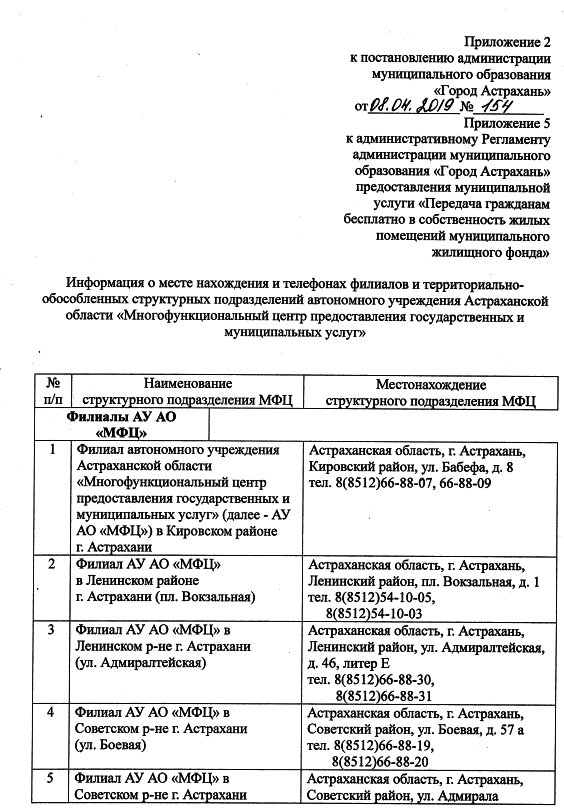 Приложение 2
к постановлению администрации
муниципального образования
«Город Астрахань»
от 08.04.2019 № 154
Приложение 5
к административному Регламенту
администрации муниципального
образования «Город Астрахань»
предоставления муниципальной
услуги «Передача гражданам
бесплатно в собственность жилых
помещений муниципального
жилищного фонда»
Информация о месте нахождения и телефонах филиалов и территориально-
обособленных структурных подразделений автономного учреждения Астраханской
области «Многофункциональный центр предоставления государственных и
муниципальных услуг»
№
п/п
Наименование
структурного подразделения МФЦ
Местонахождение
структурного подразделения МФЦ
Филиалы АУ АО
«МФЦ»
1
Филиал автономного учреждения
Астраханской области
«Многофункциональный центр
предоставления государственных и
муниципальных услуг» (далее - АУ
АО «МФЦ») в Кировском районе
г. Астрахани
Астраханская область, г. Астрахань,
Кировский район, ул. Бабефа, д. 8
тел. 8(8512)66-88-07, 66-88-09
2
Филиал АУ АО «МФЦ»
в Ленинском районе
г. Астрахани (пл. Вокзальная)
Астраханская область, г. Астрахань,
Ленинский район, пл. Вокзальная, д. 1
тел. 8(8512)54-10-05,
8(8512)54-10-03
3
Филиал АУ АО «МФЦ» в
Ленинском р-не г. Астрахани
(ул. Адмиралтейская)
Астраханская область, г. Астрахань,
Ленинский район, ул. Адмиралтейская,
д. 46, литер Е
тел. 8(8512)66-88-30,
8(8512)66-88-31
4
Филиал АУ АО «МФЦ» в
Советском р-не г. Астрахани
(ул. Боевая)
Астраханская область, г. Астрахань,
Советский район, ул. Боевая, д. 57 а
тел. 8(8512)66-88-19,
8(8512)66-88-20
5
Филиал АУ АО «МФЦ» в
Советском р-не г. Астрахани
Астраханская область, г. Астрахань,
Советский район, ул. Адмирала